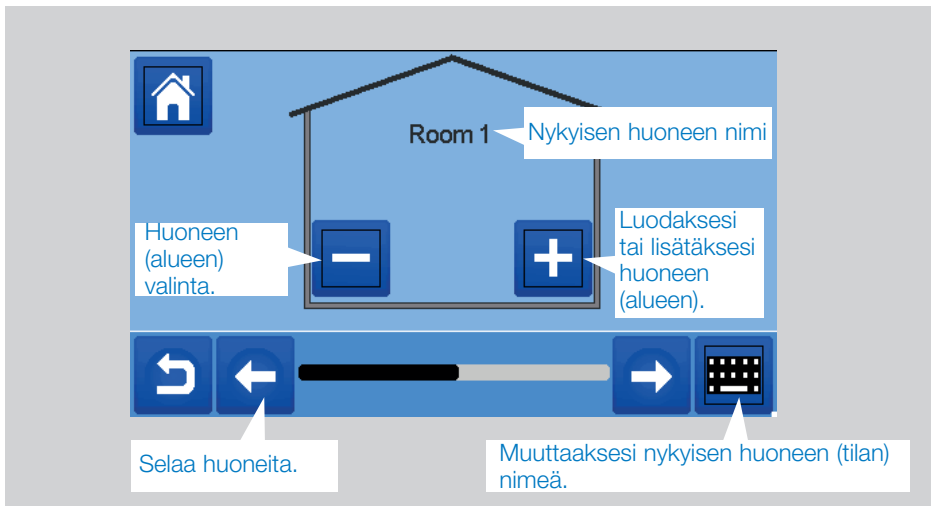 Room 1
Nykyisen huoneen nimi
Huoneen
(alueen)
valinta.
Luodaksesi
tai lisätäksesi
huoneen
(alueen).
Selaa huoneita.
Muuttaaksesi nykyisen huoneen (tilan)
nimeä.